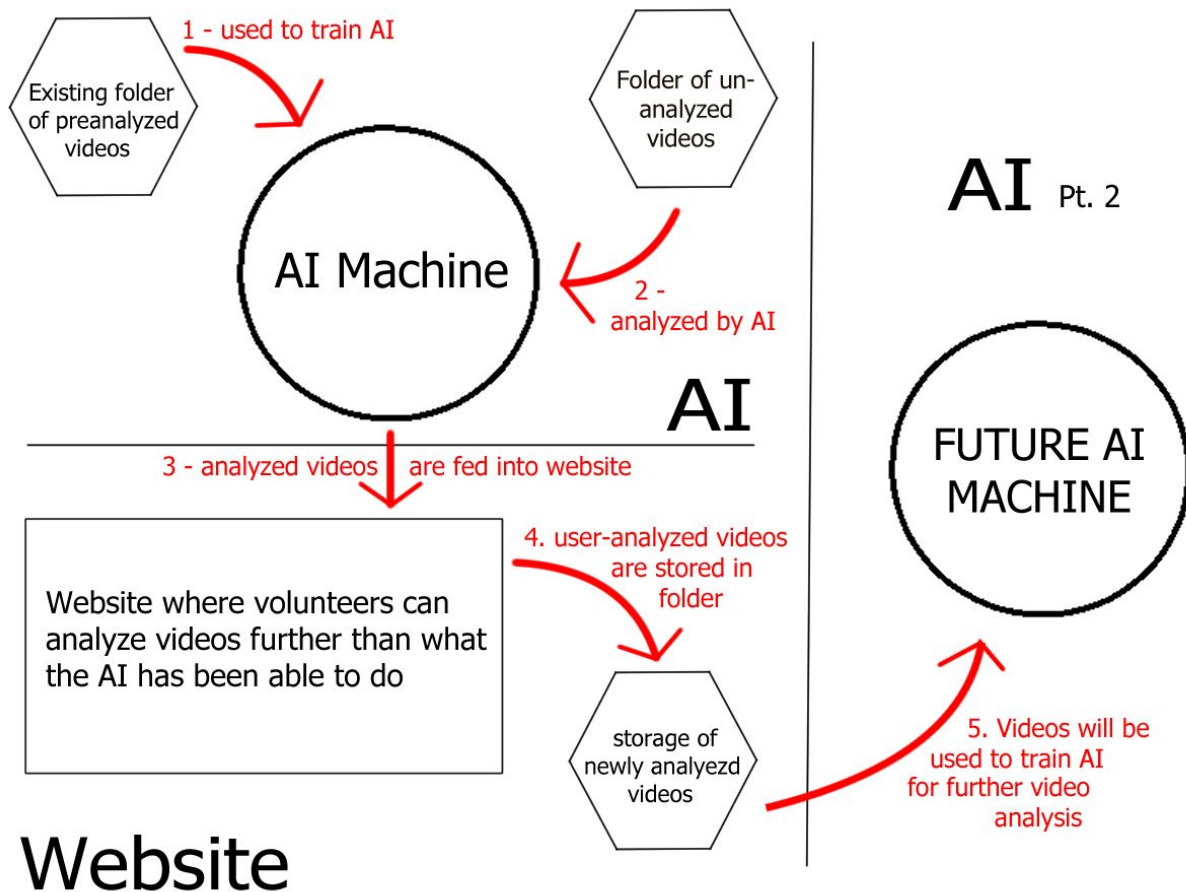 1 - used to train AI
Existing folder
of preanalyzed
videos
Folder of un-
analyzed
videos
AI Machine
2 -
analyzed by AI
AI
AI Pt. 2
3 - analyzed videos are fed into website
Website where volunteers can
analyze videos further than what
the AI has been able to do
4. user-analyzed videos
are stored in
folder
storage of
newly analyezd
videos
FUTURE AI
MACHINE
5. Videos will be
used to train AI
for further video
analysis
Website